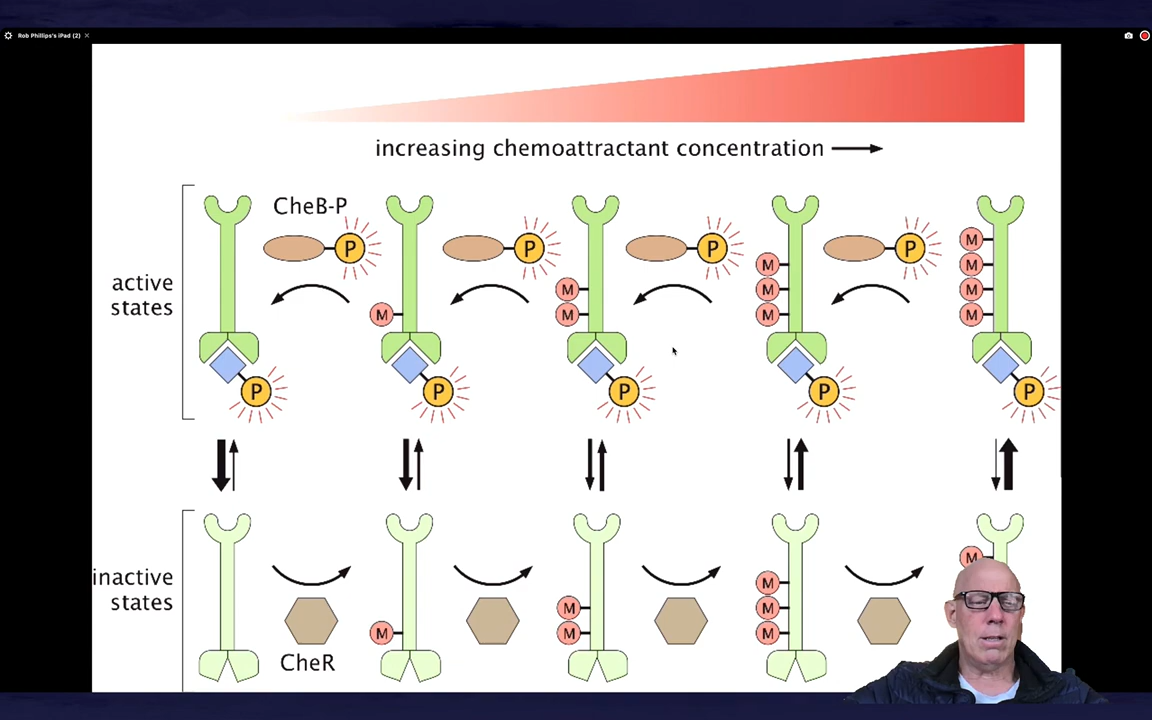 Rob Phillips's iPad (2)
increasing chemoattractant concentration
CheB-P
P P P P
M
M M M
M M M
M M M M
active
states
P P P P P
inactive
states
M
M
M M
M M M
CheR